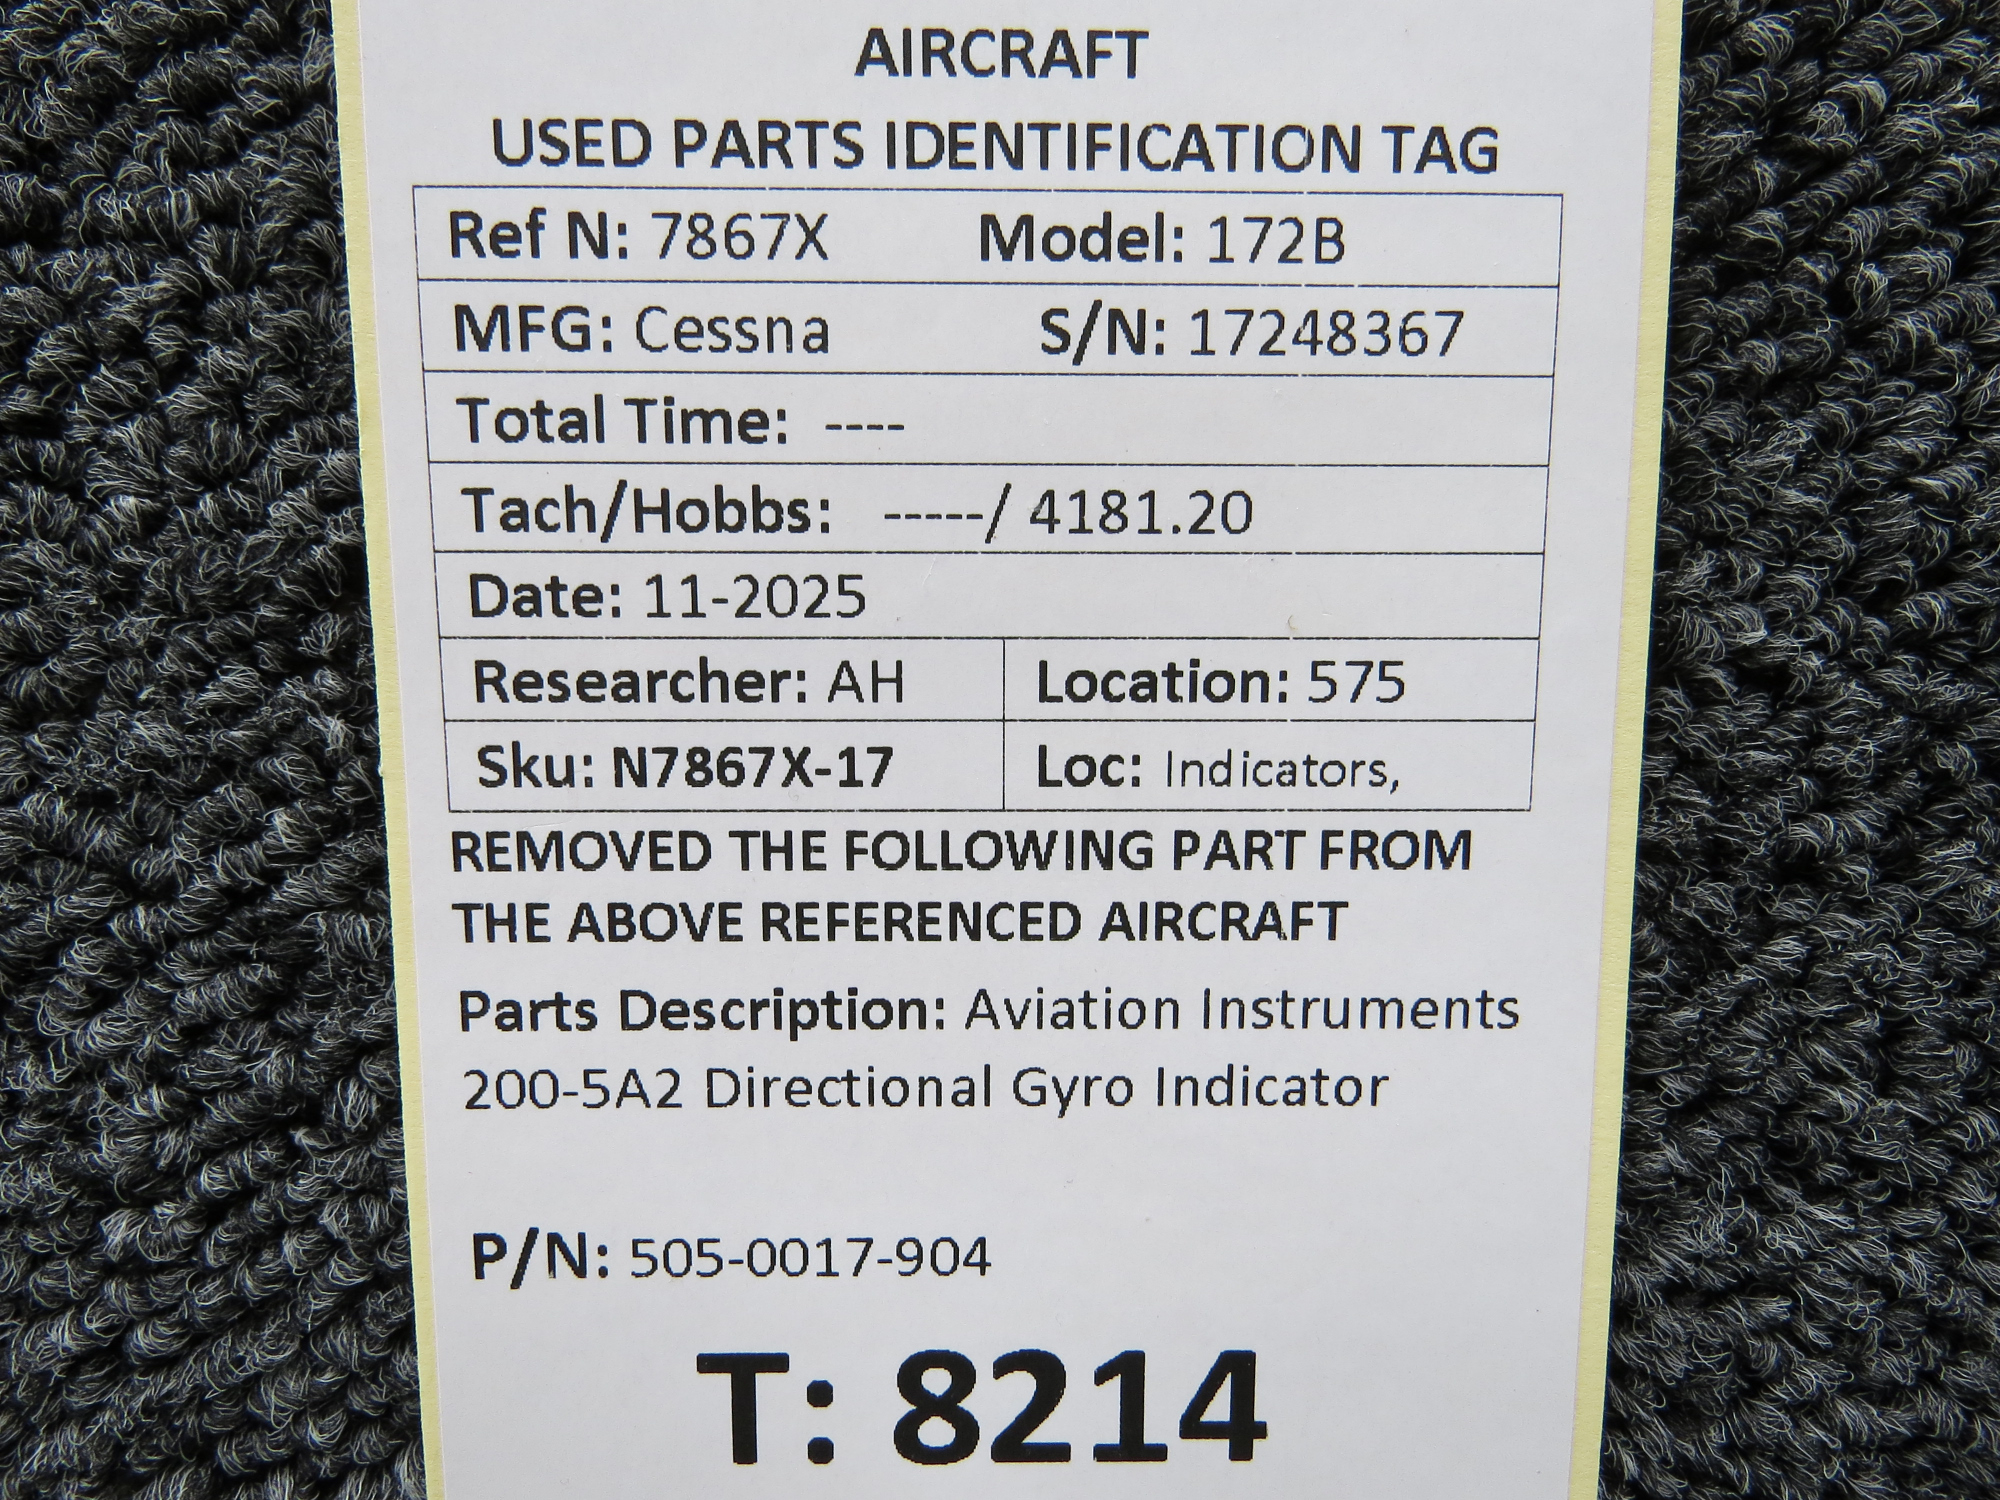 AIRCRAFT
USED PARTS IDENTIFICATION TAG
Ref N: 7867X Model: 172B
MFG: Cessna S/N: 17248367
Total Time: ----
Tach/Hobbs: -----/ 4181.20
Date: 11-2025
Researcher: AH Location: 575
Sku: N7867X-17 Loc: Indicators,
REMOVED THE FOLLOWING PART FROM
THE ABOVE REFERENCED AIRCRAFT
Parts Description: Aviation Instruments
200-5A2 Directional Gyro Indicator
P/N: 505-0017-904
T: 8214